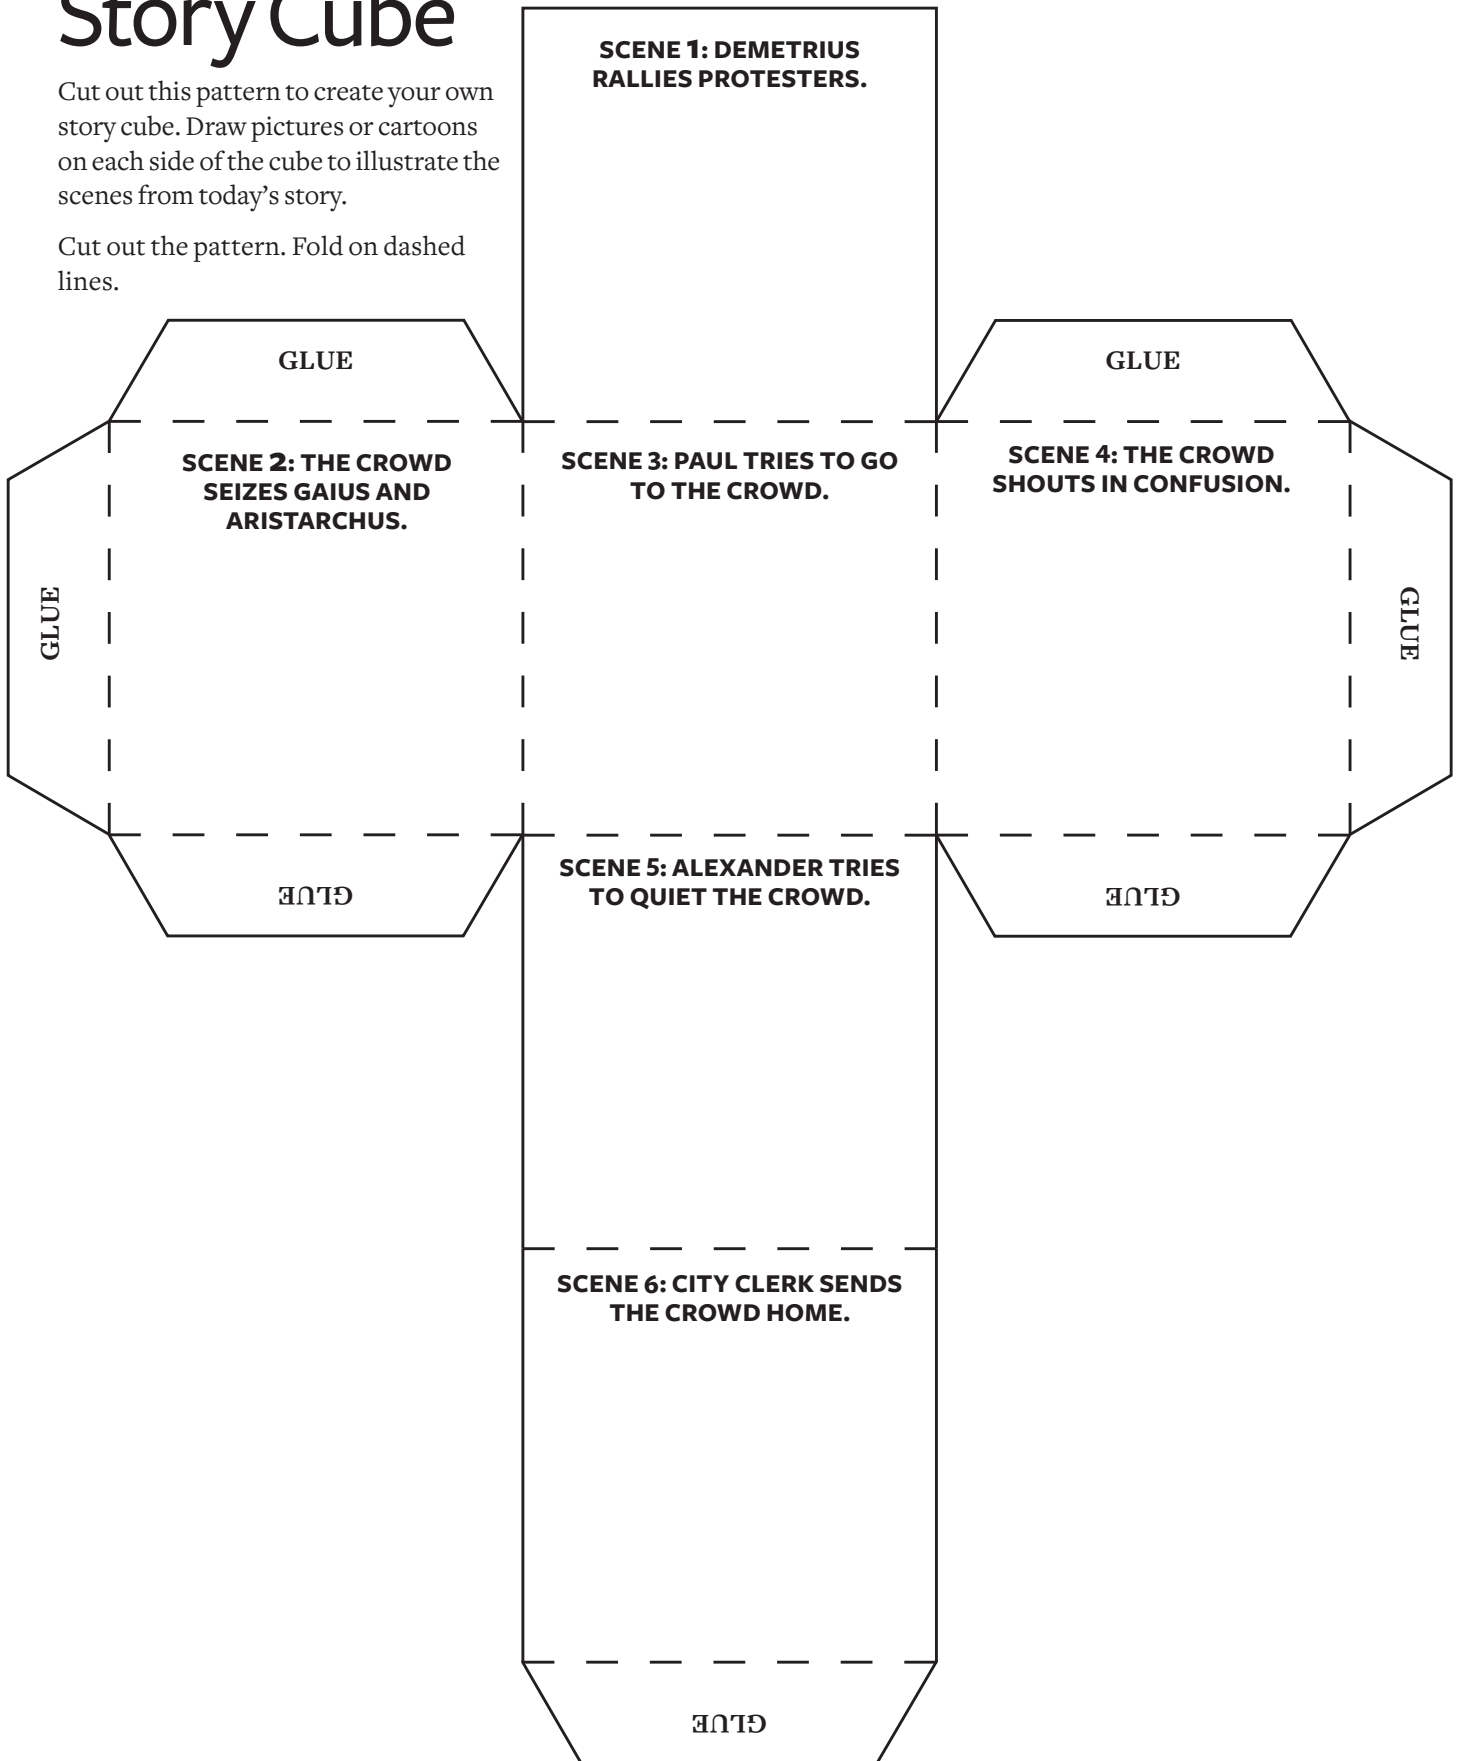 Story Cube
Cut out this pattern to create your own
story cube. Draw pictures or cartoons
on each side of the cube to illustrate the
scenes from today’s story.
Cut out the pattern. Fold on dashed
lines.
SCENE 1: DEMETRIUS
RALLIES PROTESTERS.
GLUE
GLUE
GLUE
SCENE 2: THE CROWD
SEIZES GAIUS AND
ARISTARCHUS.
SCENE 3: PAUL TRIES TO GO
TO THE CROWD.
SCENE 4: THE CROWD
SHOUTS IN CONFUSION.
GLUE
GLUE
SCENE 5: ALEXANDER TRIES
TO QUIET THE CROWD.
GLUE
SCENE 6: CITY CLERK SENDS
THE CROWD HOME.
GLUE